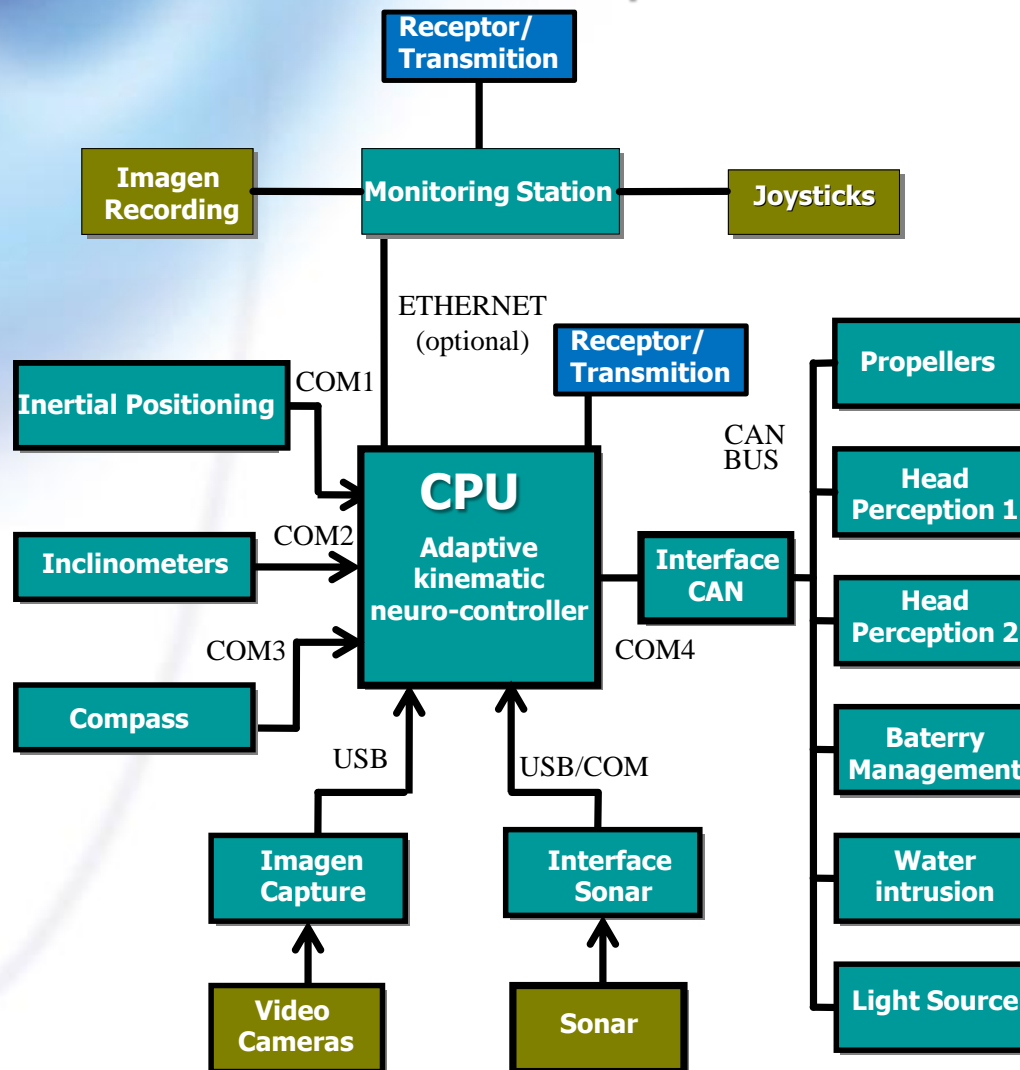 Receptor/
Transmition
Imagen
Recording
Monitoring Station
Joysticks
ETHERNET
(optional)
Receptor/
Transmition
Propellers
COM1
Inertial Positioning
CAN
BUS
CPU
Adaptive
kinematic
neuro-controller
Head
Perception 1
COM2
Inclinometers
Interface
CAN
Head
Perception 2
COM3
COM4
Compass
USB
USB/COM
Baterry
Management
Imagen
Capture
Interface
Sonar
Water
intrusion
Video
Cameras
Sonar
Light Source